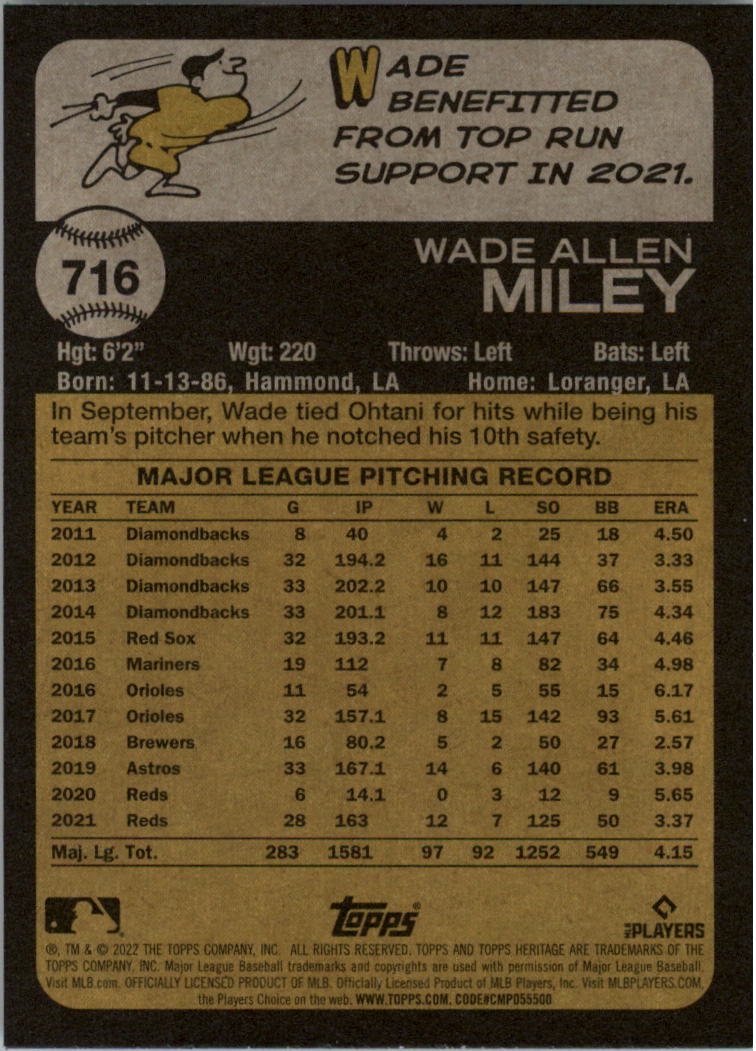 WADE
BENEFITTED
FROM TOP RUN
SUPPORT IN 2021.
716
WADE ALLEN
MILEY
Hgt: 6'2" Wgt: 220 Throws: Left Bats: Left
Born: 11-13-86, Hammond, LA Home: Loranger, LA
In September, Wade tied Ohtani for hits while being his
team's pitcher when he notched his 10th safety.
MAJOR LEAGUE PITCHING RECORD
YEAR TEAM G IP W L SO BB ERA
2011 Diamondbacks 8 40 4 2 25 18 4.50
2012 Diamondbacks 32 194.2 16 11 144 37 3.33
2013 Diamondbacks 33 202.2 10 10 147 66 3.55
2014 Diamondbacks 33 201.1 8 12 183 75 4.34
2015 Red Sox 32 193.2 11 11 147 64 4.46
2016 Mariners 19 112 7 8 82 34 4.98
2016 Orioles 11 54 2 5 55 15 6.17
2017 Orioles 32 157.1 8 15 142 93 5.61
2018 Brewers 16 80.2 5 2 50 27 2.57
2019 Astros 33 167.1 14 6 140 61 3.98
2020 Reds 6 14.1 0 3 12 9 5.65
2021 Reds 28 163 12 7 125 50 3.37
Maj. Lg. Tot. 283 1581 97 92 1252 549 4.15
Topps® MLB PLAYERS
®, TM & © 2022 THE TOPPS COMPANY, INC. ALL RIGHTS RESERVED. TOPPS AND TOPPS HERITAGE ARE TRADEMARKS OF THE
TOPPS COMPANY, INC. Major League Baseball trademarks and copyrights are used with permission of Major League Baseball.
Visit MLB.com. OFFICIALLY LICENSED PRODUCT OF MLB. Officially Licensed Product of MLB Players, Inc. Visit MLBPLAYERS.COM,
the Players Choice on the web. WWW.TOPPS.COM. CODE#CMP055500